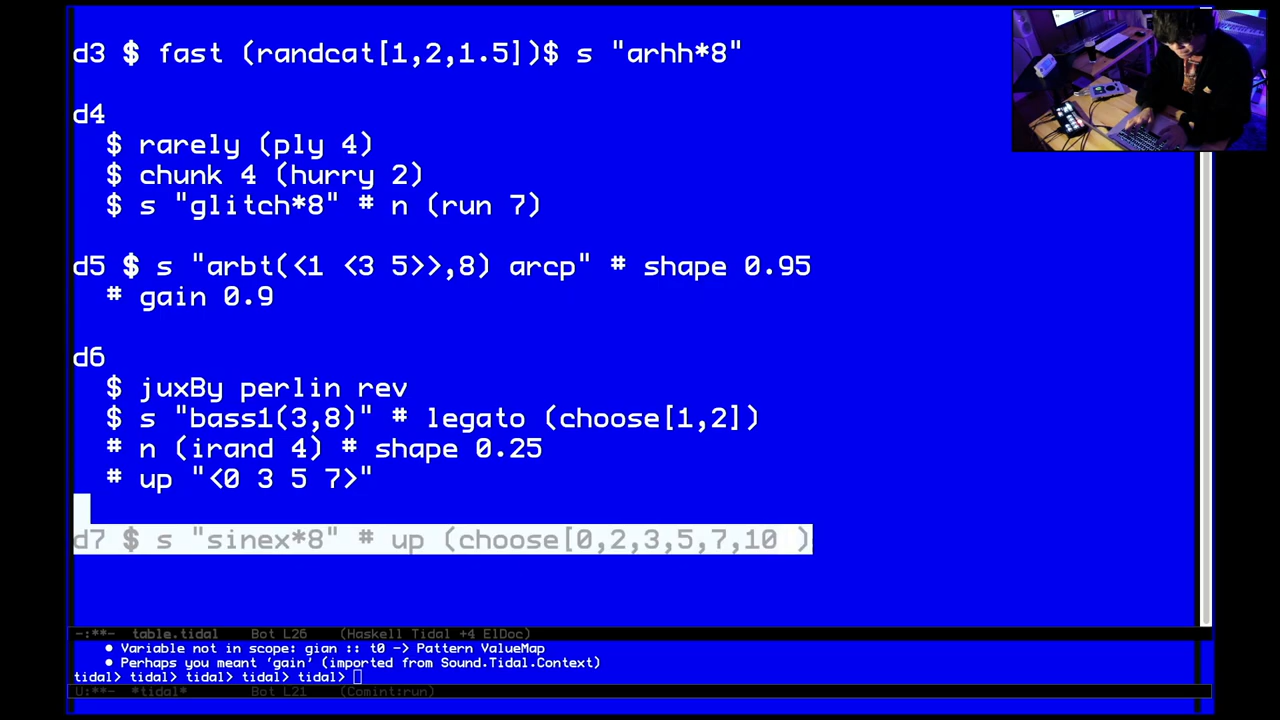 d3 $ fast (randcat[1,2,1.5])$ s "arhh*8"
d4
$ rarely (ply 4)
$ chunk 4 (hurry 2)
$ s "glitch*8" # n (run 7)
d5 $ s "arbt(<1 <3 5>>,8) arcp" # shape 0.95
# gain 0.9
d6
$ juxBy perlin rev
$ s "bass1(3,8)" # legato (choose[1,2])
# n (irand 4) # shape 0.25
# up "<0 3 5 7>"
d7 $ s "sinex*8" # up (choose[0,2,3,5,7,10 )
-:**- table.tidal Bot L26 (Haskell Tidal +4 ElDoc)
• Variable not in scope: gian :: t0 -> Pattern ValueMap
• Perhaps you meant ‘gain’ (imported from Sound.Tidal.Context)
tidal> tidal> tidal> tidal> tidal>
U:**- *tidal* Bot L21 (Comint:run)